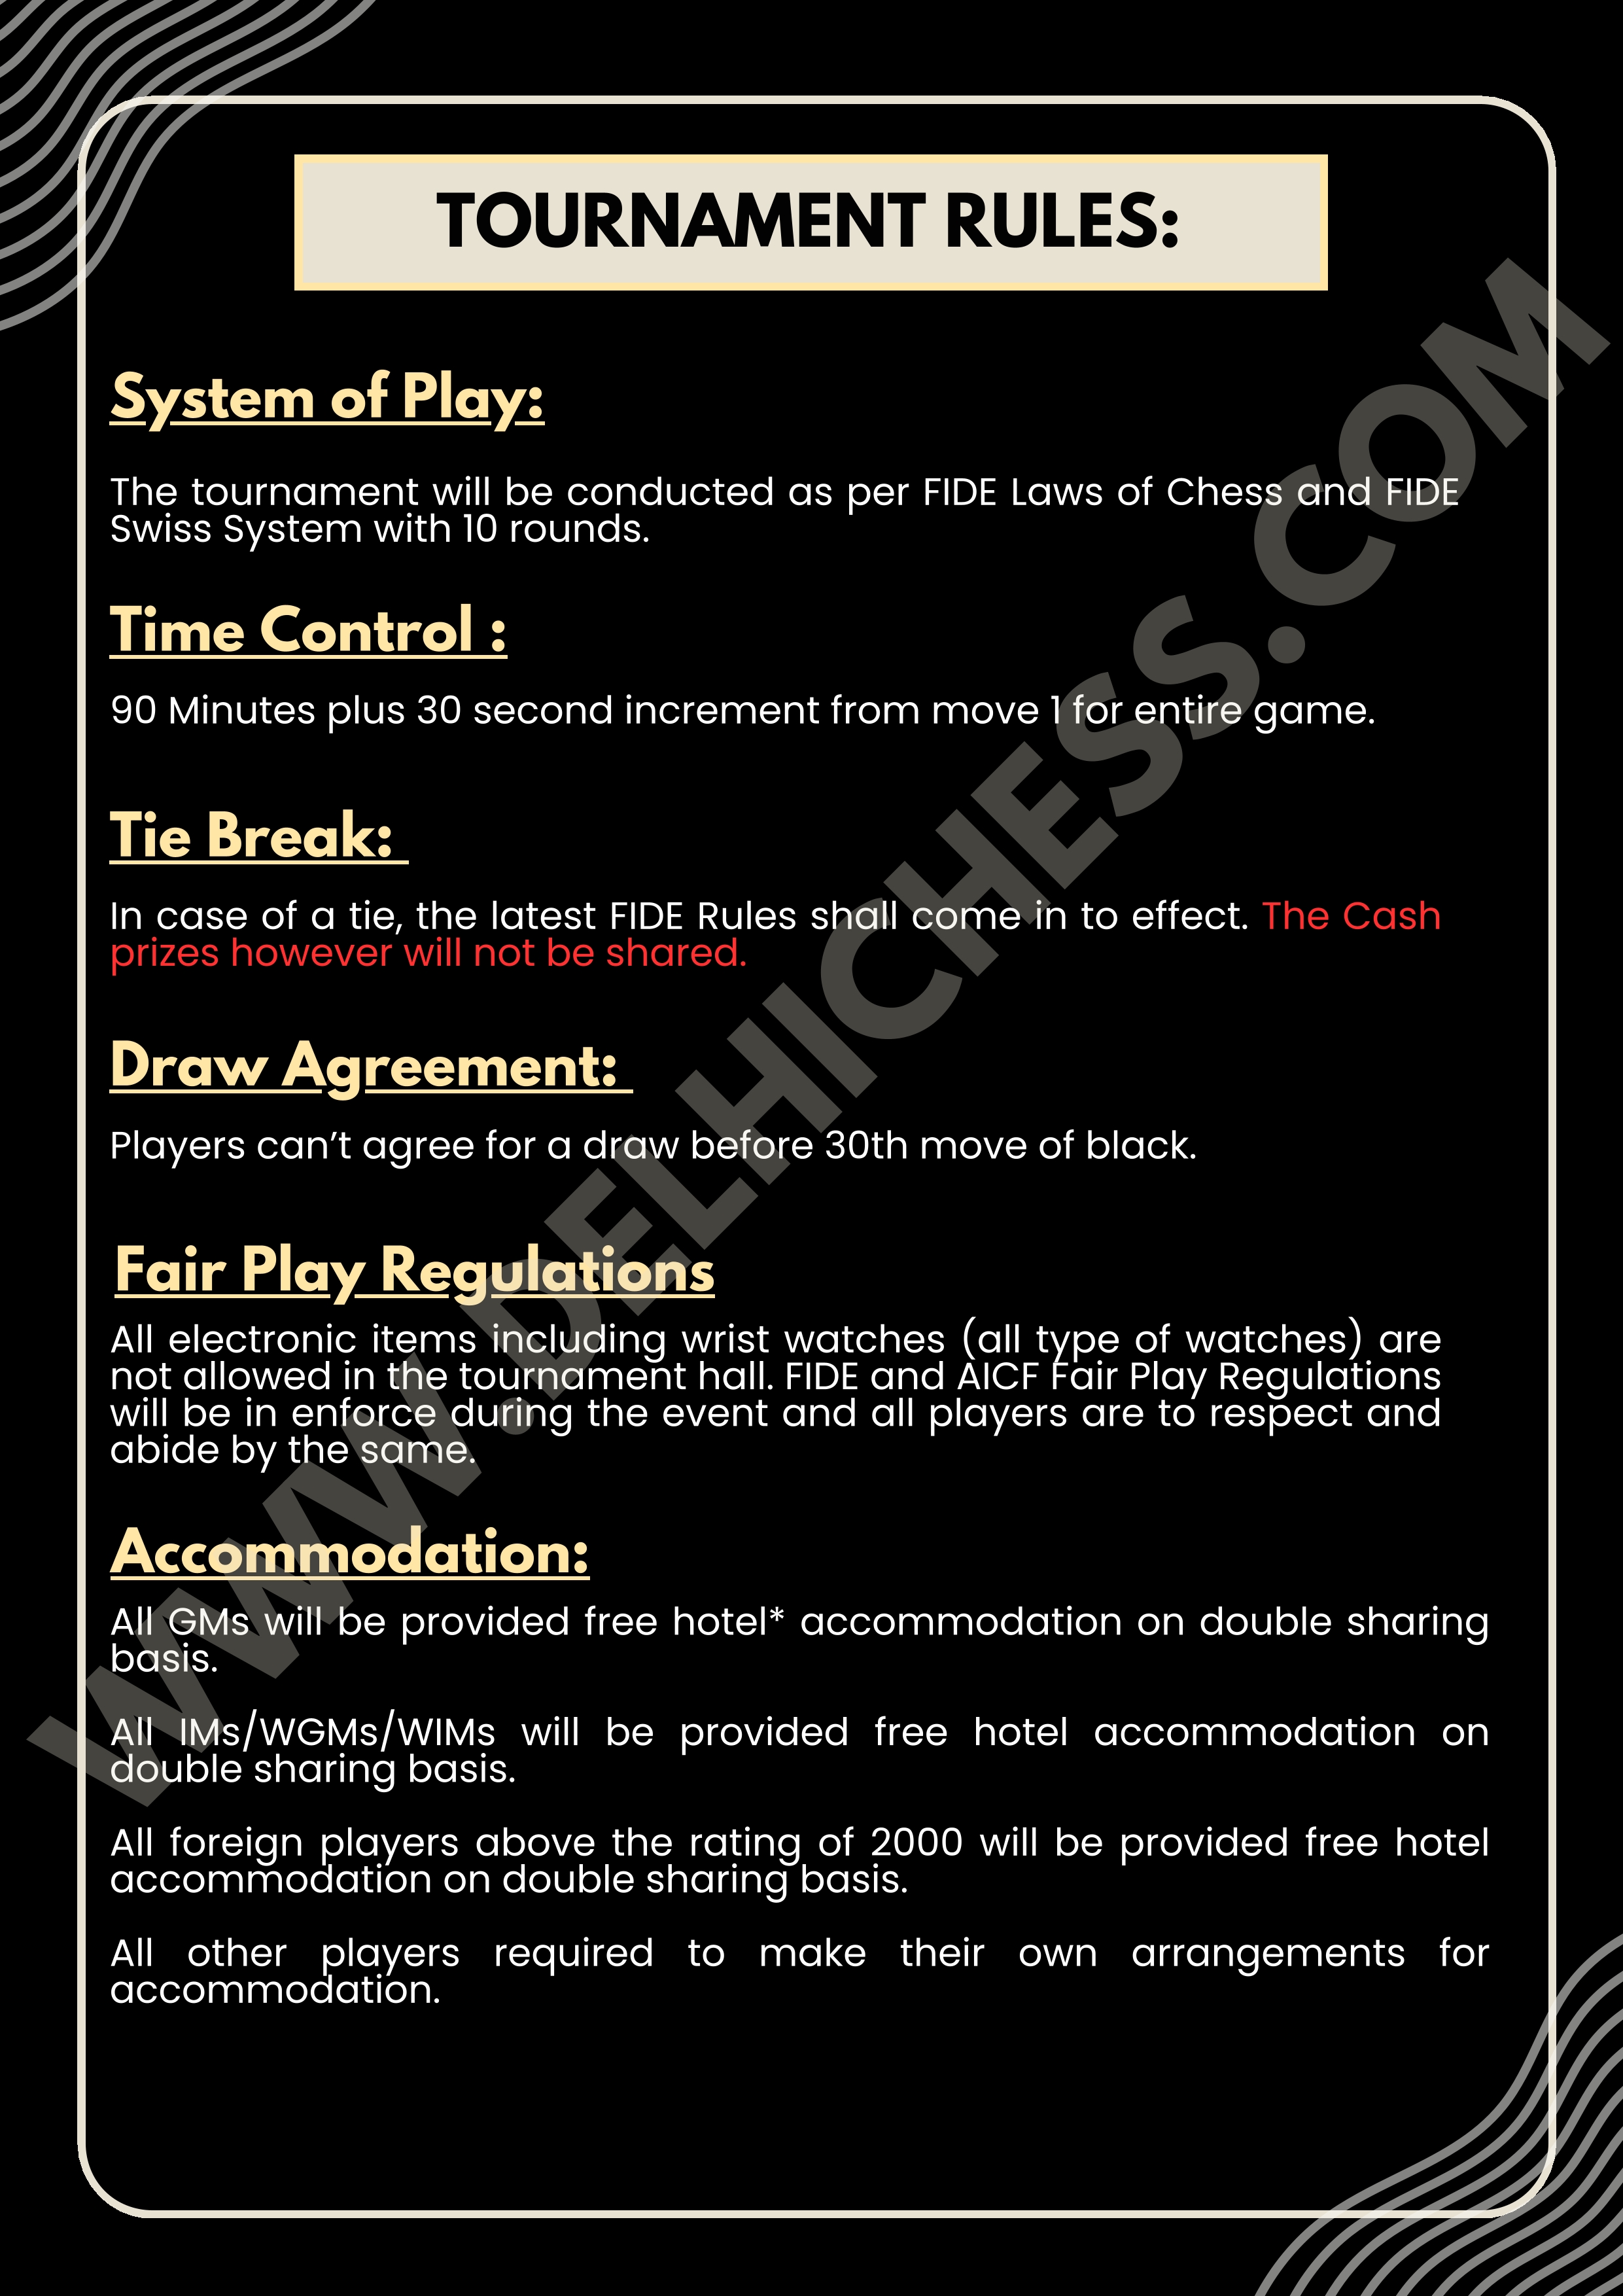 TOURNAMENT RULES:
System of Play:
The tournament will be conducted as per FIDE Laws of Chess and FIDE
Swiss System with 10 rounds.
Time Control :
90 Minutes plus 30 second increment from move 1 for entire game.
Tie Break:
In case of a tie, the latest FIDE Rules shall come in to effect. The Cash
prizes however will not be shared.
Draw Agreement:
Players can’t agree for a draw before 30th move of black.
Fair Play Regulations
All electronic items including wrist watches (all type of watches) are
not allowed in the tournament hall. FIDE and AICF Fair Play Regulations
will be in enforce during the event and all players are to respect and
abide by the same.
Accommodation:
All GMs will be provided free hotel* accommodation on double sharing
basis.
All IMs/WGMs/WIMs will be provided free hotel accommodation on
double sharing basis.
All foreign players above the rating of 2000 will be provided free hotel
accommodation on double sharing basis.
All other players required to make their own arrangements for
accommodation.
WWW.DELHICHESS.COM